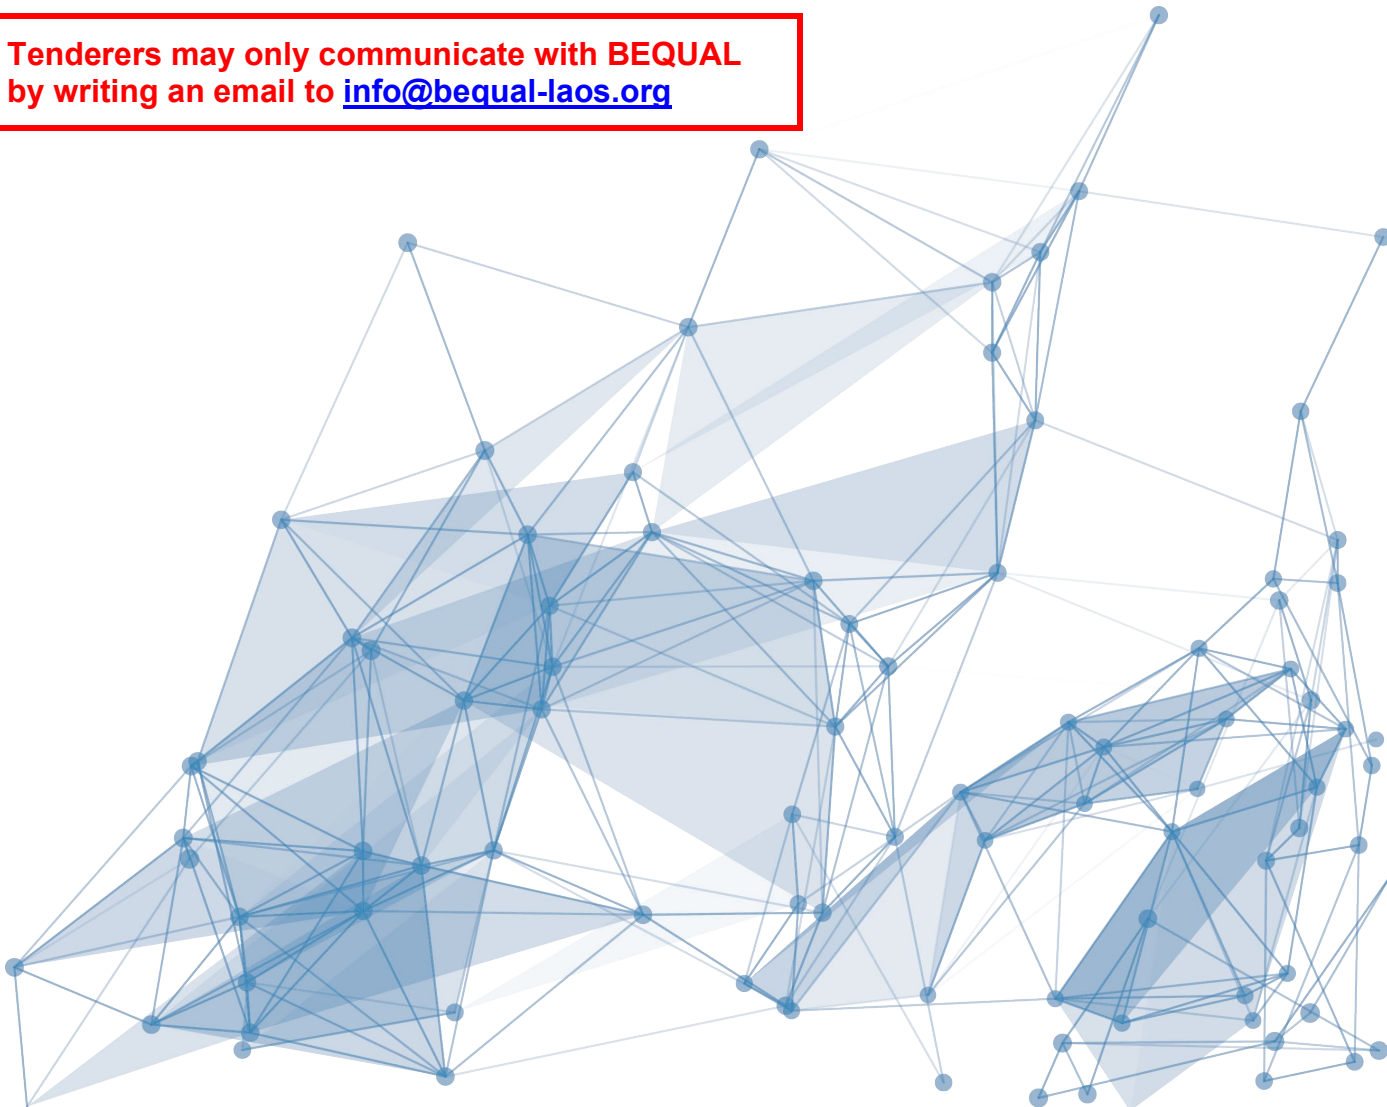 Tenderers may only communicate with BEQUAL
by writing an email to info@bequal-laos.org